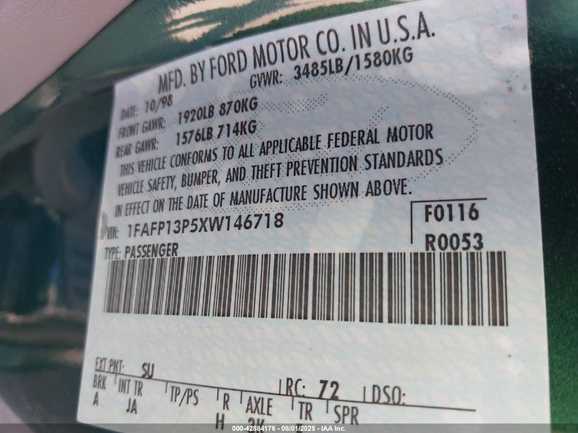 MFD. BY FORD MOTOR CO. IN U.S.A.
DATE: 10/98 GVWR: 3485LB/1580KG
FRONT GAWR: 1920LB 870KG
REAR GAWR: 1576LB 714KG
THIS VEHICLE CONFORMS TO ALL APPLICABLE FEDERAL MOTOR
VEHICLE SAFETY, BUMPER, AND THEFT PREVENTION STANDARDS
IN EFFECT ON THE DATE OF MANUFACTURE SHOWN ABOVE.
VIN: 1FAFP13P5XW146718 F0116
TYPE: PASSENGER R0053
EXT PNT: SU RC: 72 DSO:
BRK INT TR TP/PS R AXLE TR SPR
A JA H
000-42884176 - 08/01/2025 - IAA Inc.